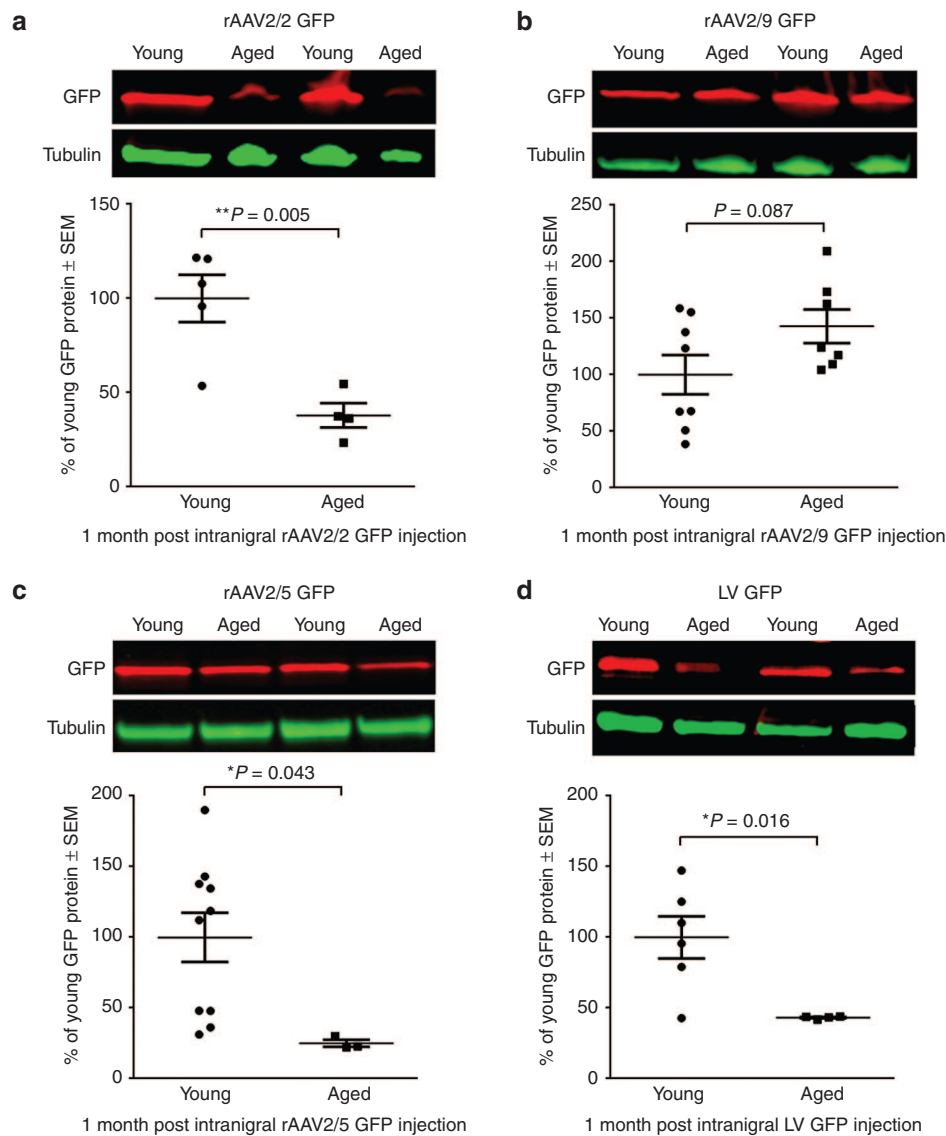 a
rAAV2/2 GFP
Young Aged Young Aged
GFP
Tubulin
% of young GFP protein ± SEM
150
100
50
0
**P = 0.005
Young Aged
1 month post intranigral rAAV2/2 GFP injection
b
rAAV2/9 GFP
Young Aged Young Aged
GFP
Tubulin
% of young GFP protein ± SEM
250
200
150
100
50
0
P = 0.087
Young Aged
1 month post intranigral rAAV2/9 GFP injection
c
rAAV2/5 GFP
Young Aged Young Aged
GFP
Tubulin
% of young GFP protein ± SEM
200
150
100
50
0
*P = 0.043
Young Aged
1 month post intranigral rAAV2/5 GFP injection
d
LV GFP
Young Aged Young Aged
GFP
Tubulin
% of young GFP protein ± SEM
200
150
100
50
0
*P = 0.016
Young Aged
1 month post intranigral LV GFP injection